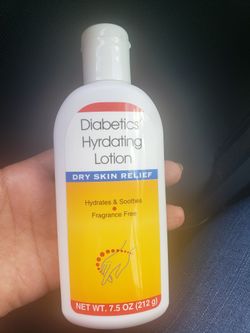 Diabetics'
Hyrdating
Lotion
DRY SKIN RELIEF
Hydrates & Soothes
Fragrance Free
NET WT. 7.5 OZ (212 g)